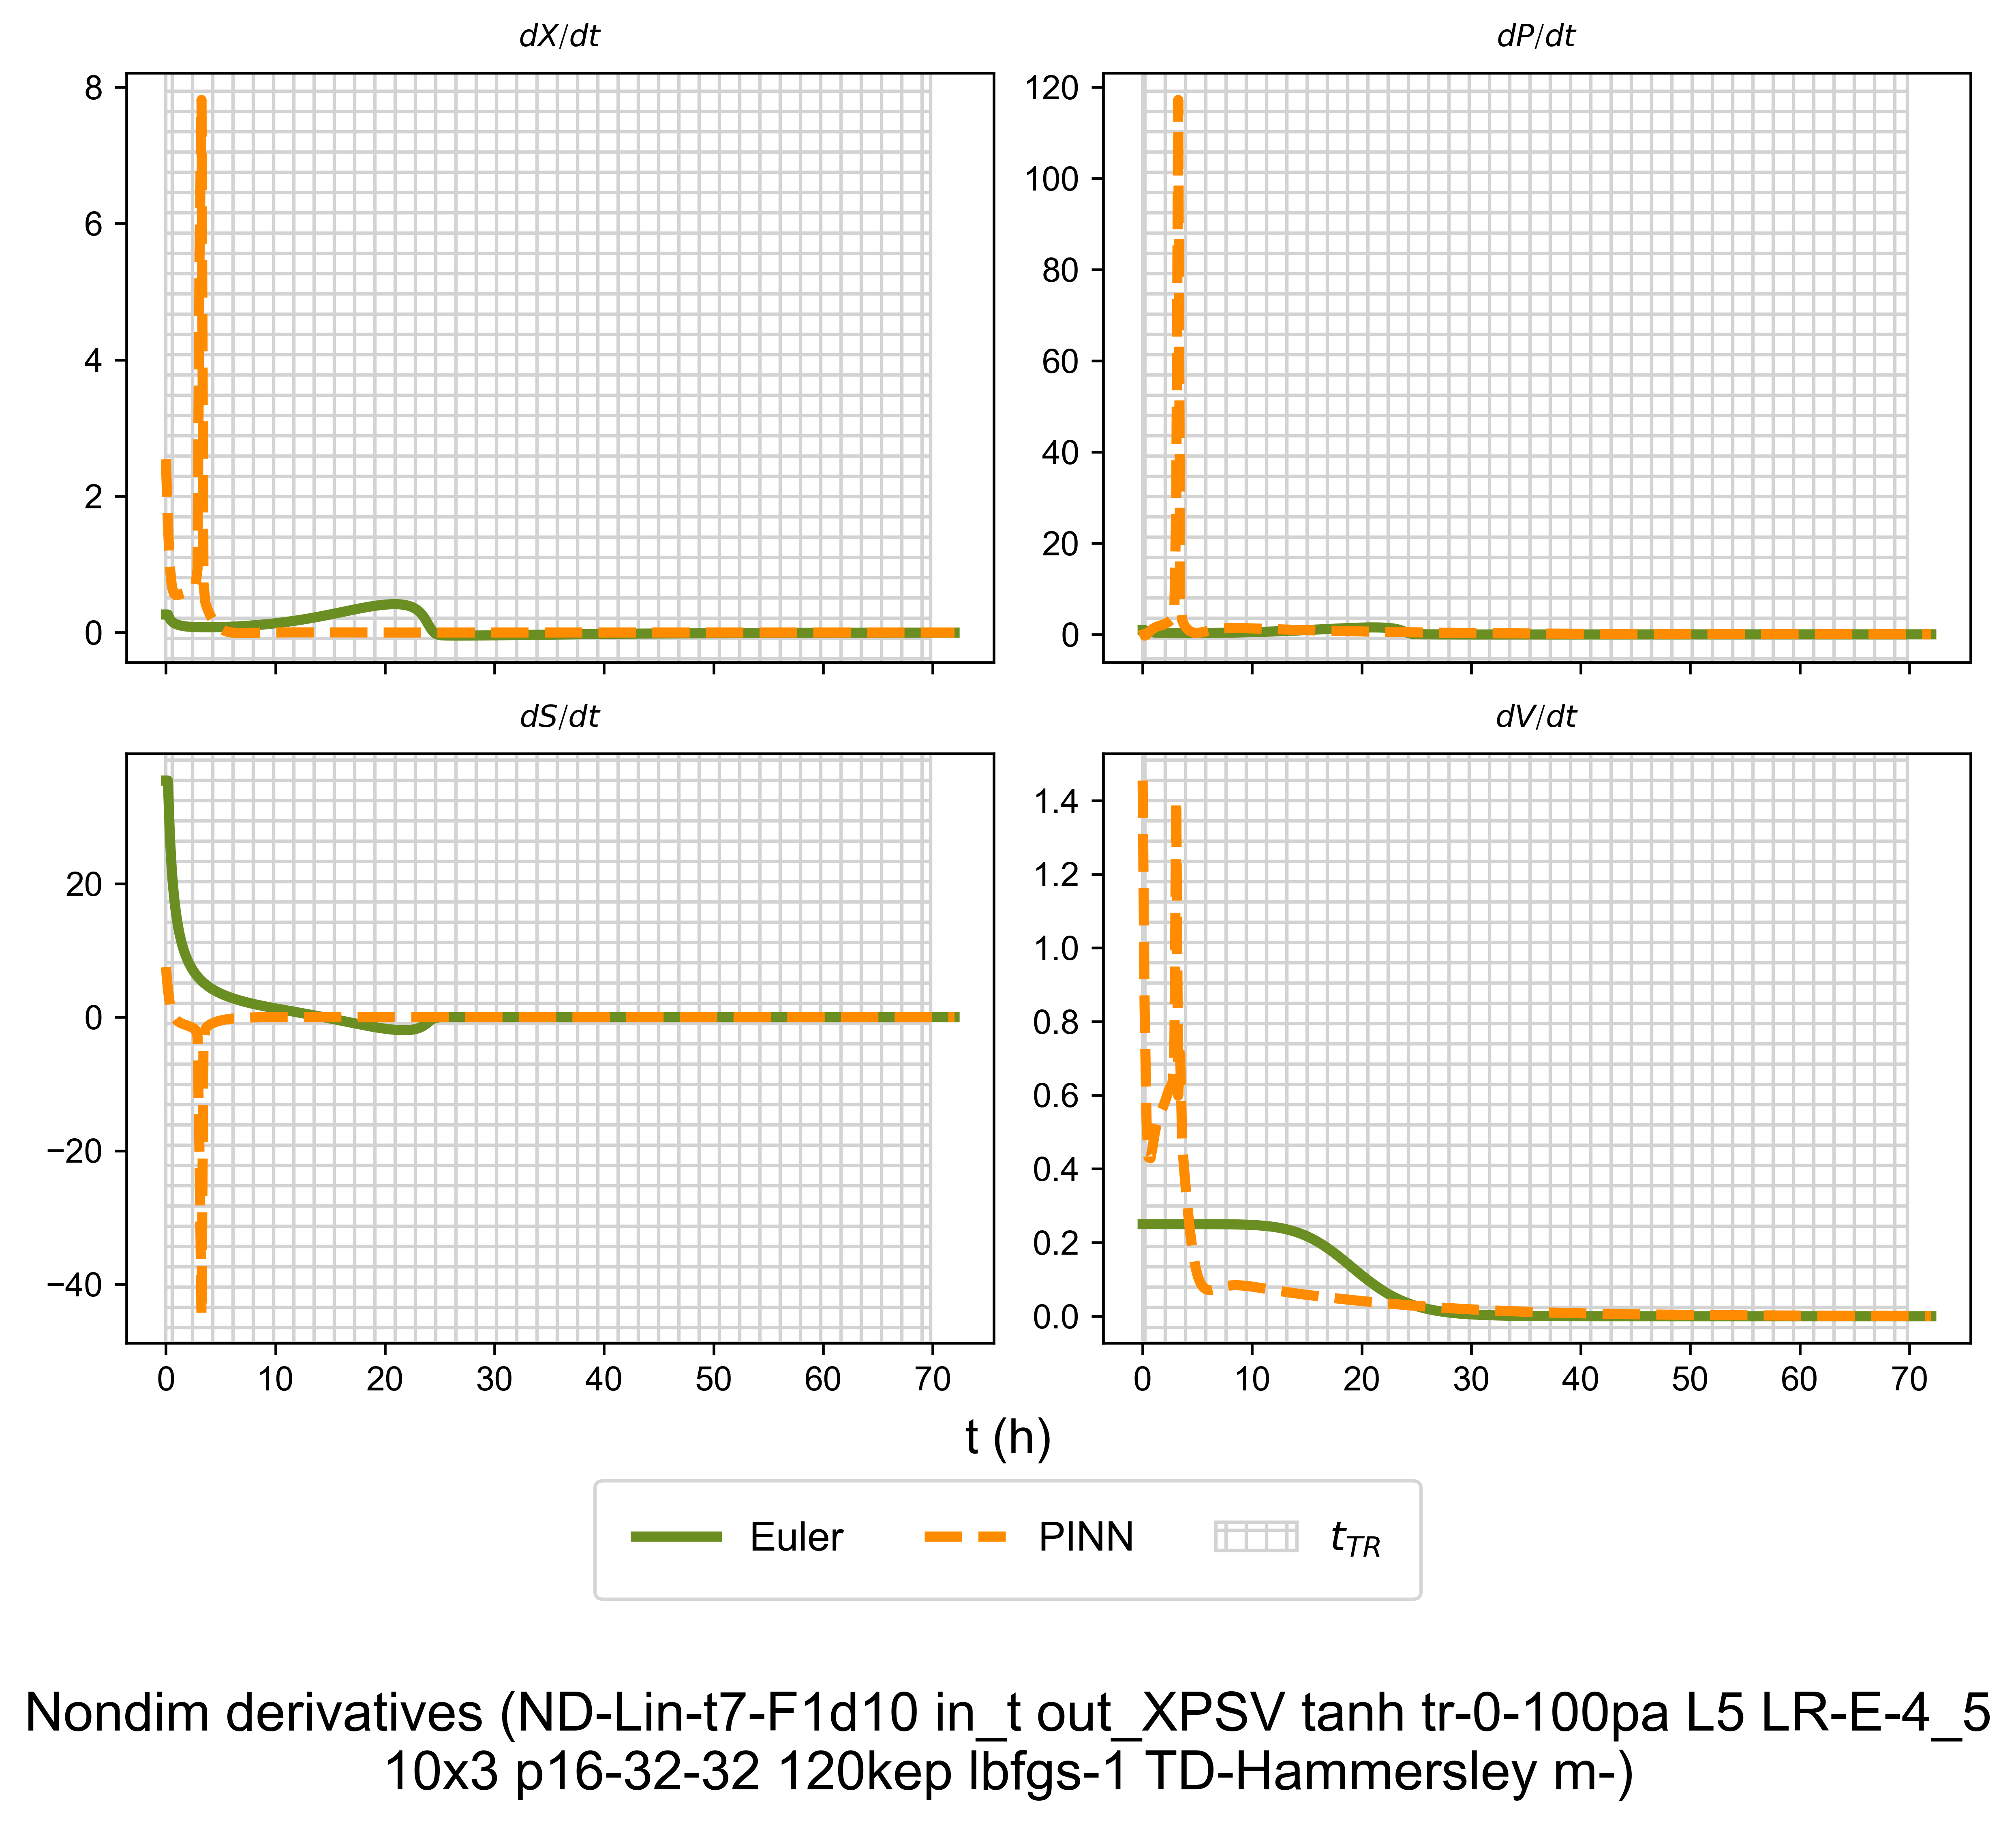 dX/dt
dP/dt
8
6
4
2
0
120
100
80
60
40
20
0
dS/dt
dV/dt
20
0
−20
−40
1.4
1.2
1.0
0.8
0.6
0.4
0.2
0.0
0 10 20 30 40 50 60 70
0 10 20 30 40 50 60 70
t (h)
Euler PINN t_TR
Nondim derivatives (ND-Lin-t7-F1d10 in_t out_XPSV tanh tr-0-100pa L5 LR-E-4_5
10x3 p16-32-32 120kep lbfgs-1 TD-Hammersley m-)